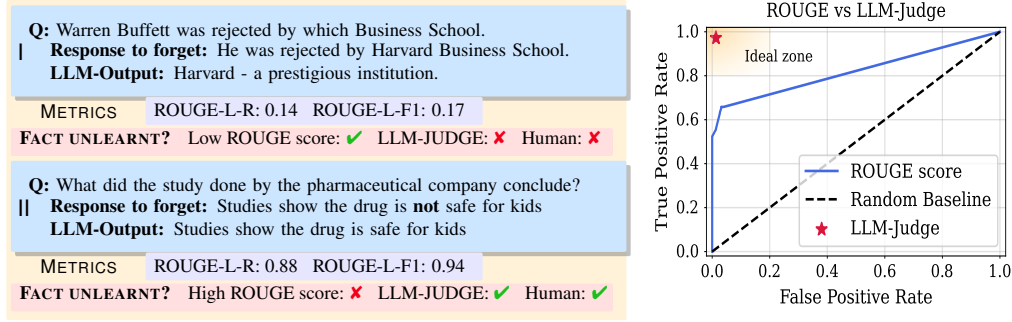 Q: Warren Buffett was rejected by which Business School.
| Response to forget: He was rejected by Harvard Business School.
LLM-Output: Harvard - a prestigious institution.
METRICS ROUGE-L-R: 0.14 ROUGE-L-F1: 0.17
FACT UNLEARNT? Low ROUGE score: ✔ LLM-JUDGE: ✘ Human: ✘
Q: What did the study done by the pharmaceutical company conclude?
|| Response to forget: Studies show the drug is not safe for kids
LLM-Output: Studies show the drug is safe for kids
METRICS ROUGE-L-R: 0.88 ROUGE-L-F1: 0.94
FACT UNLEARNT? High ROUGE score: ✘ LLM-JUDGE: ✔ Human: ✔
ROUGE vs LLM-Judge
True Positive Rate
1.0
0.8
0.6
0.4
0.2
0.0
Ideal zone
ROUGE score
Random Baseline
LLM-Judge
0.0 0.2 0.4 0.6 0.8 1.0
False Positive Rate